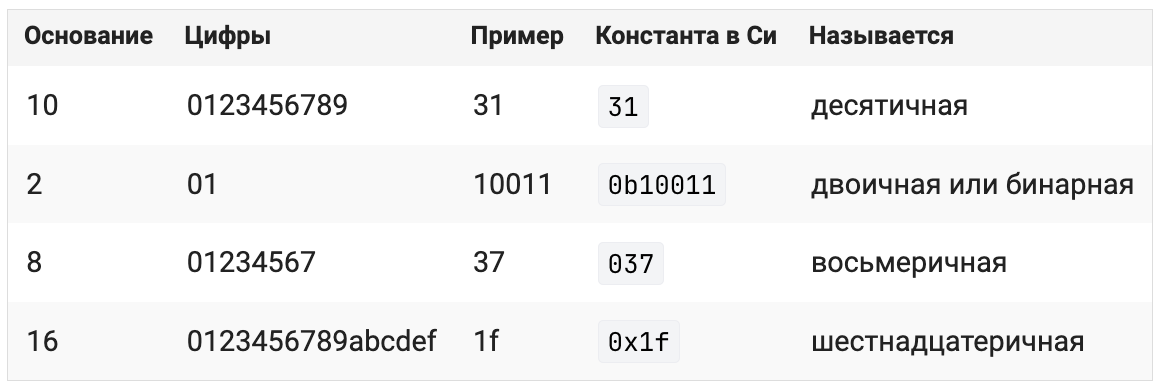 Основание Цифры Пример Константа в Си Называется
10 0123456789 31 31 десятичная
2 01 10011 0b10011 двоичная или бинарная
8 01234567 37 037 восьмеричная
16 0123456789abcdef 1f 0x1f шестнадцатеричная